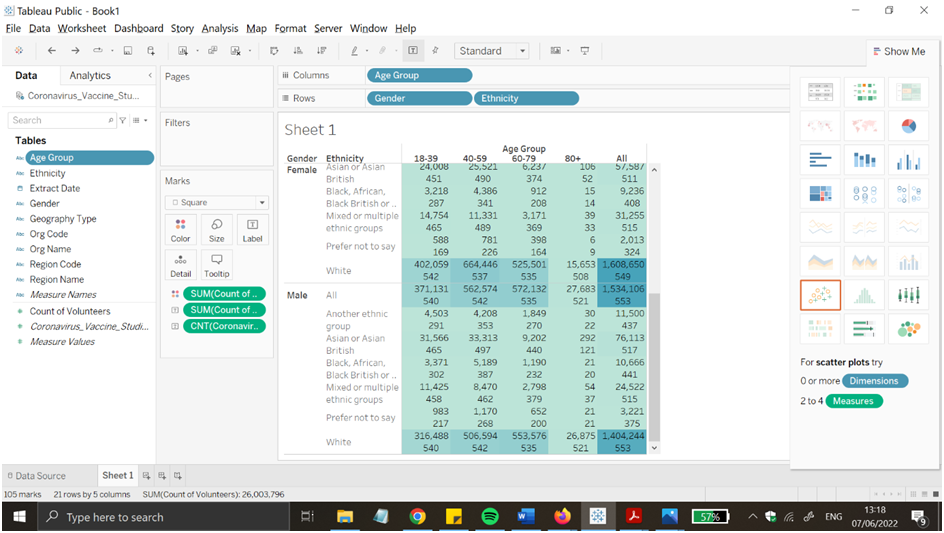 Tableau Public - Book1
File Data Worksheet Dashboard Story Analysis Map Format Server Window Help
Standard
Show Me
Data Analytics
Pages
Columns Age Group
Coronavirus_Vaccine_Stu...
Rows Gender Ethnicity
Search
Filters
Sheet 1
Tables
Age Group
Age Group
Gender Ethnicity 18-39 40-59 60-79 80+ All
Female Asian or Asian 24,008 25,521 6,237 106 57,587
British 451 490 374 52 511
Black, African, 3,218 4,386 912 15 9,236
Black British or .. 287 341 208 14 408
Mixed or multiple 14,754 11,331 3,171 39 31,255
ethnic groups 465 489 369 33 515
Prefer not to say 588 781 398 6 2,013
169 226 164 9 324
White 402,059 664,446 525,501 15,653 1,608,650
542 537 535 508 549
Male All 371,131 562,574 572,132 27,683 1,534,106
540 542 535 521 553
Another ethnic 4,503 4,208 1,849 30 11,500
group 291 353 270 22 437
Asian or Asian 31,566 33,313 9,202 292 76,113
British 465 497 440 121 517
Black, African, 3,371 5,189 1,190 21 10,666
Black British or .. 302 387 232 20 441
Mixed or multiple 11,425 8,470 2,798 54 24,522
ethnic groups 458 462 379 37 515
Prefer not to say 983 1,170 652 21 3,221
217 268 200 21 375
White 316,488 506,594 553,576 26,875 1,404,244
540 542 535 521 553
Ethnicity
Extract Date
Gender
Geography Type
Org Code
Org Name
Region Code
Region Name
Measure Names
Count of Volunteers
Coronavirus_Vaccine_Studi...
Measure Values
Marks
Square
Color Size Label
Detail Tooltip
SUM(Count of ..
SUM(Count of ..
CNT(Coronavir..
For scatter plots try
0 or more Dimensions
2 to 4 Measures
Data Source Sheet 1
105 marks 21 rows by 5 columns SUM(Count of Volunteers): 26,003,796
Type here to search
57%
ENG
13:18
07/06/2022
9